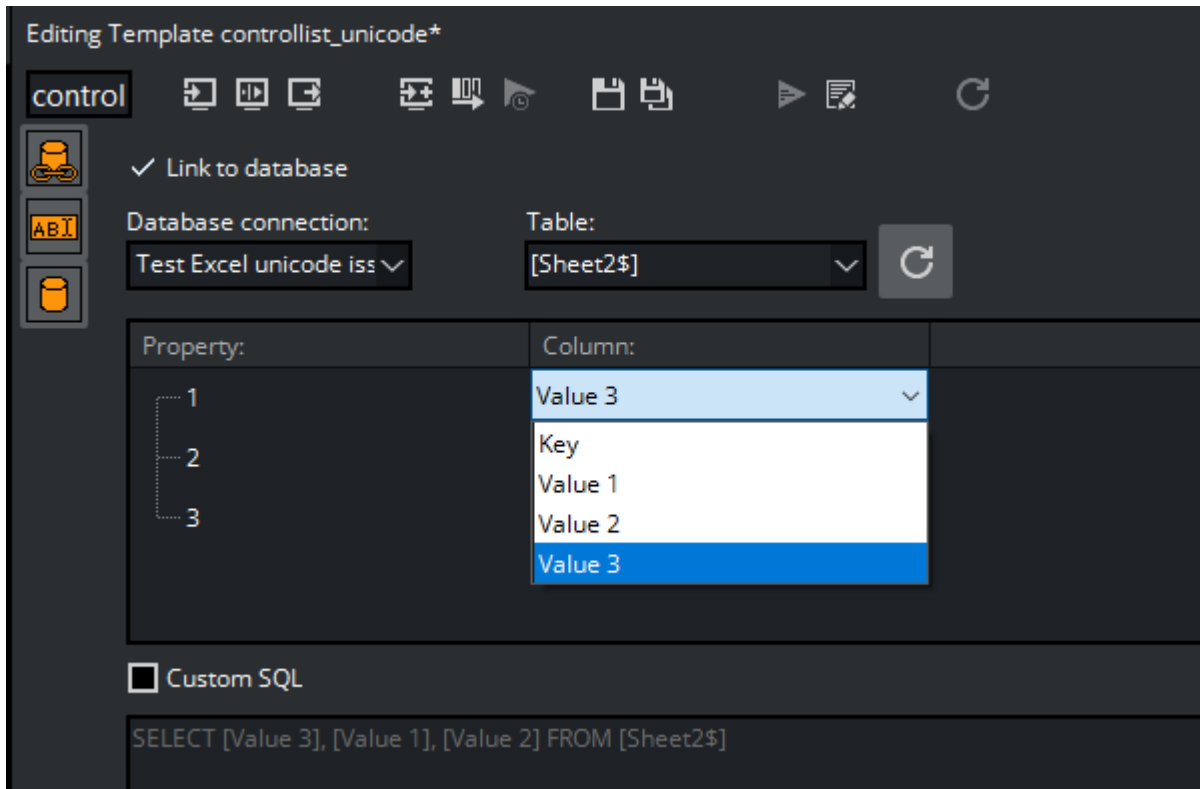 Editing Template controllist_unicode*
control
Link to database
Database connection: Table:
Test Excel unicode iss [Sheet2$]
ABI
Property: Column:
1 Value 3
Key
2
Value 1
Value 2
3
Value 3
Custom SQL
SELECT [Value 3], [Value 1], [Value 2] FROM [Sheet2$]